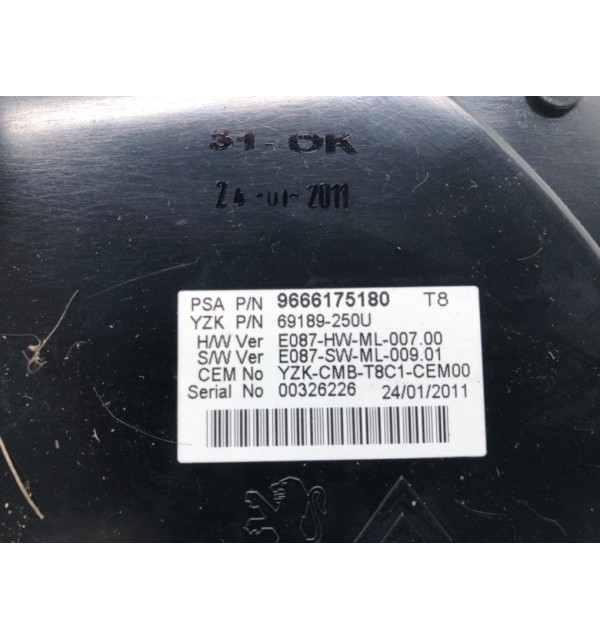 31-OK
24-01-2011
PSA P/N 9666175180 T8
YZK P/N 69189-250U
H/W Ver E087-HW-ML-007.00
S/W Ver E087-SW-ML-009.01
CEM No YZK-CMB-T8C1-CEM00
Serial No 00326226 24/01/2011